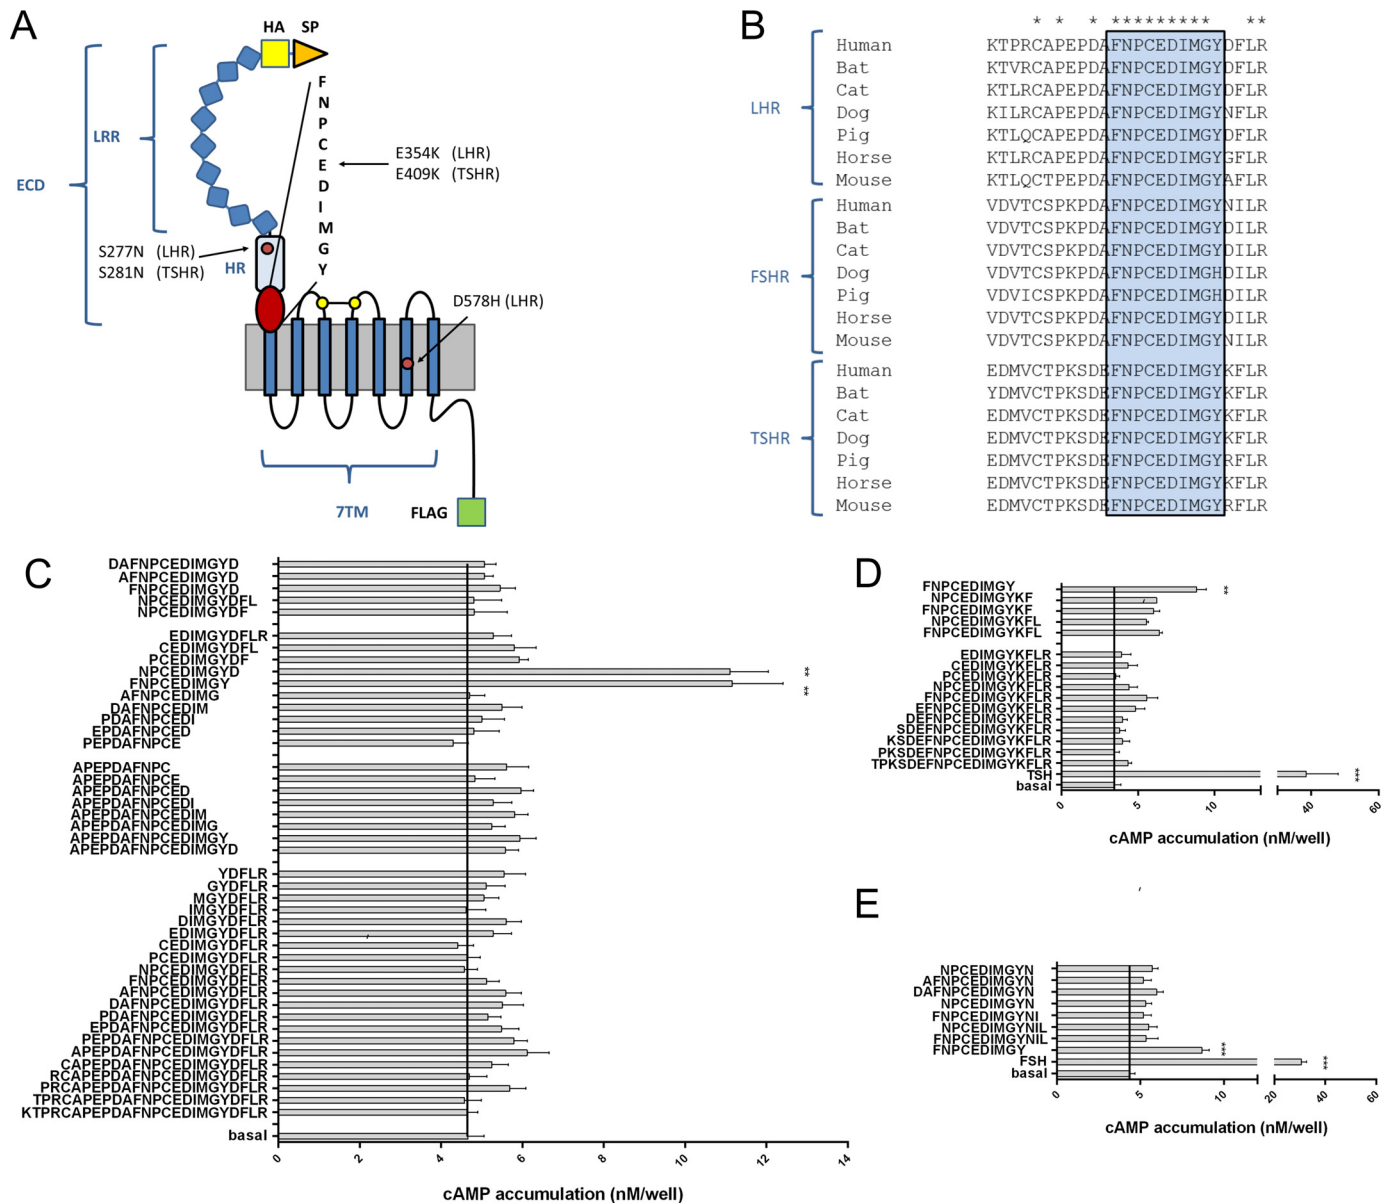 A
HA SP
F
N
P
C
E
D
I
M
G
Y
LRR
ECD
E354K (LHR)
E409K (TSHR)
S277N (LHR)
S281N (TSHR)
HR
D578H (LHR)
7TM
FLAG
B
* * * * * * * * * * * * * *
LHR
Human KTPRCAPEPDAFNPCEDIMGYDFLR
Bat KTVRCAPEPDAFNPCEDIMGYDFLR
Cat KTLRCAPEPDAFNPCEDIMGYDFLR
Dog KILRCAPEPDAFNPCEDIMGYNFLR
Pig KTLQCAPEPDAFNPCEDIMGYDFLR
Horse KTLRCAPEPDAFNPCEDIMGYGFLR
Mouse KTLQCTPEPDAFNPCEDIMGYAFLR
FSHR
Human VDVTCSPKPDAFNPCEDIMGYNILR
Bat VDVTCSPKPDAFNPCEDIMGYDILR
Cat VDVTCSPKPDAFNPCEDIMGYDILR
Dog VDVTCSPKPDAFNPCEDIMGHDILR
Pig VDVICSPKPDAFNPCEDIMGHDILR
Horse VDVTCSPKPDAFNPCEDIMGYDILR
Mouse VDVTCSPKPDAFNPCEDIMGYNILR
TSHR
Human EDMVCTPKSDEFNPCEDIMGYKFLR
Bat YDMVCTPKSDEFNPCEDIMGYKFLR
Cat EDMVCTPKSDEFNPCEDIMGYKFLR
Dog EDMVCTPKSDEFNPCEDIMGYKFLR
Pig EDMVCTPKSDEFNPCEDIMGYRFLR
Horse EDMVCTPKSDEFNPCEDIMGYKFLR
Mouse EDMVCTPKSDEFNPCEDIMGYRFLR
C
DAFNPCEDIMGYD
AFNPCEDIMGYD
FNPCEDIMGYD
NPCEDIMGYDFL
NPCEDIMGYDF
EDIMGYDFLR
CEDIMGYDFL
PCEDIMGYDF
NPCEDIMGYD **
FNPCEDIMGY **
AFNPCEDIMG
DAFNPCEDIM
PDAFNPCEDI
EPDAFNPCED
PEPDAFNPCE
APEPDAFNPC
APEPDAFNPCE
APEPDAFNPCED
APEPDAFNPCEDI
APEPDAFNPCEDIM
APEPDAFNPCEDIMG
APEPDAFNPCEDIMGY
APEPDAFNPCEDIMGYD
YDFLR
GYDFLR
MGYDFLR
IMGYDFLR
DIMGYDFLR
EDIMGYDFLR
CEDIMGYDFLR
PCEDIMGYDFLR
NPCEDIMGYDFLR
FNPCEDIMGYDFLR
AFNPCEDIMGYDFLR
DAFNPCEDIMGYDFLR
PDAFNPCEDIMGYDFLR
EPDAFNPCEDIMGYDFLR
PEPDAFNPCEDIMGYDFLR
APEPDAFNPCEDIMGYDFLR
CAPEPDAFNPCEDIMGYDFLR
RCAPEPDAFNPCEDIMGYDFLR
PRCAPEPDAFNPCEDIMGYDFLR
TPRCAPEPDAFNPCEDIMGYDFLR
KTPRCAPEPDAFNPCEDIMGYDFLR
basal
0 2 4 6 8 10 12 14
cAMP accumulation (nM/well)
D
FNPCEDIMGY **
NPCEDIMGYKF
FNPCEDIMGYKF
NPCEDIMGYKFL
FNPCEDIMGYKFL
EDIMGYKFLR
CEDIMGYKFLR
PCEDIMGYKFLR
NPCEDIMGYKFLR
FNPCEDIMGYKFLR
EFNPCEDIMGYKFLR
DEFNPCEDIMGYKFLR
SDEFNPCEDIMGYKFLR
KSDEFNPCEDIMGYKFLR
PKSDEFNPCEDIMGYKFLR
TPKSDEFNPCEDIMGYKFLR
TSH ***
basal
0 5 10 40 60
cAMP accumulation (nM/well)
E
NPCEDIMGYN
AFNPCEDIMGYN
DAFNPCEDIMGYN
NPCEDIMGYN
FNPCEDIMGYNI
NPCEDIMGYNIL
FNPCEDIMGYNIL
FNPCEDIMGY ***
FSH ***
basal
0 5 10 20 40 60
cAMP accumulation (nM/well)